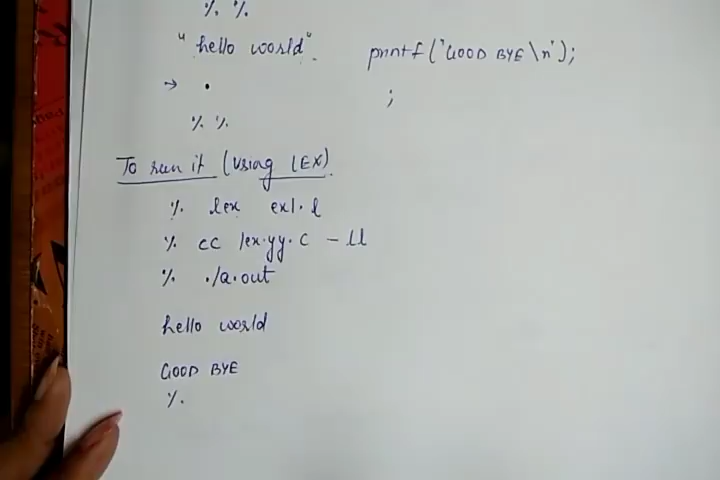 % %
"hello world" printf ('GOOD BYE \n');
→ • ;
% %
To run it (Using LEX).
% lex ex1.l
% cc lex.yy.c - ll
% ./a.out
hello world
GOOD BYE
%